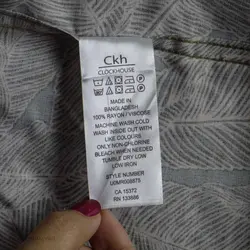 Ckh
CLOCKHOUSE
MADE IN
BANGLADESH
100% RAYON / VISCOSE
MACHINE WASH COLD
WASH INSIDE OUT WITH
LIKE COLOURS
ONLY NON-CHLORINE
BLEACH WHEN NEEDED
TUMBLE DRY LOW
LOW IRON
STYLE NUMBER
CA 15372
RN 133686